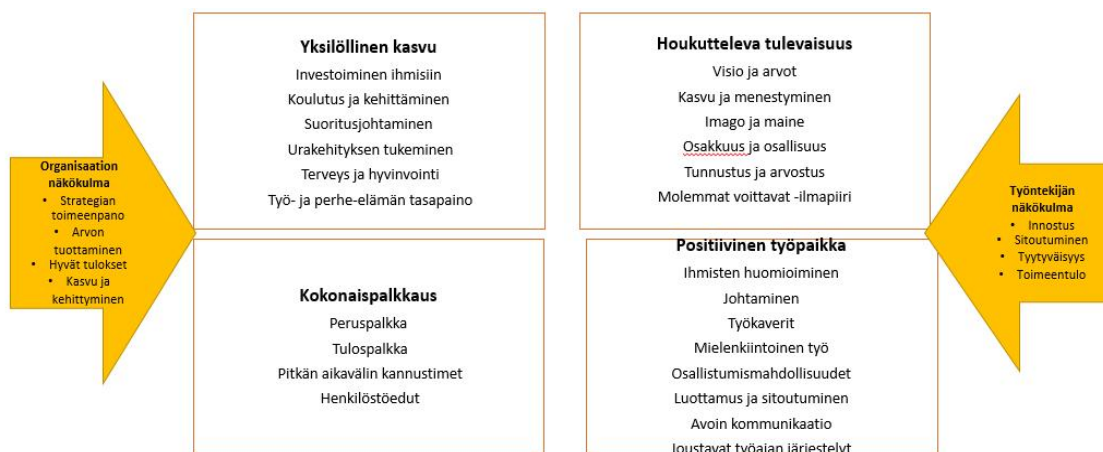 Organisaation
näkökulma
• Strategian
toimeenpano
• Arvon
tuottaminen
• Hyvät tulokset
• Kasvu ja
kehittyminen
Yksilöllinen kasvu
Investoiminen ihmisiin
Koulutus ja kehittäminen
Suoritusjohtaminen
Urakehityksen tukeminen
Terveys ja hyvinvointi
Työ- ja perhe-elämän tasapaino
Houkutteleva tulevaisuus
Visio ja arvot
Kasvu ja menestyminen
Imago ja maine
Osakkuus ja osallisuus
Tunnustus ja arvostus
Molemmat voittavat -ilmapiiri
Kokonaispalkkaus
Peruspalkka
Tulospalkka
Pitkän aikavälin kannustimet
Henkilöstöedut
Positiivinen työpaikka
Ihmisten huomioiminen
Johtaminen
Työkaverit
Mielenkiintoinen työ
Osallistumismahdollisuudet
Luottamus ja sitoutuminen
Avoin kommunikaatio
Joustavat työajan järjestelyt
Työntekijän
näkökulma
• Innostus
• Sitoutuminen
• Tyytyväisyys
• Toimeentulo